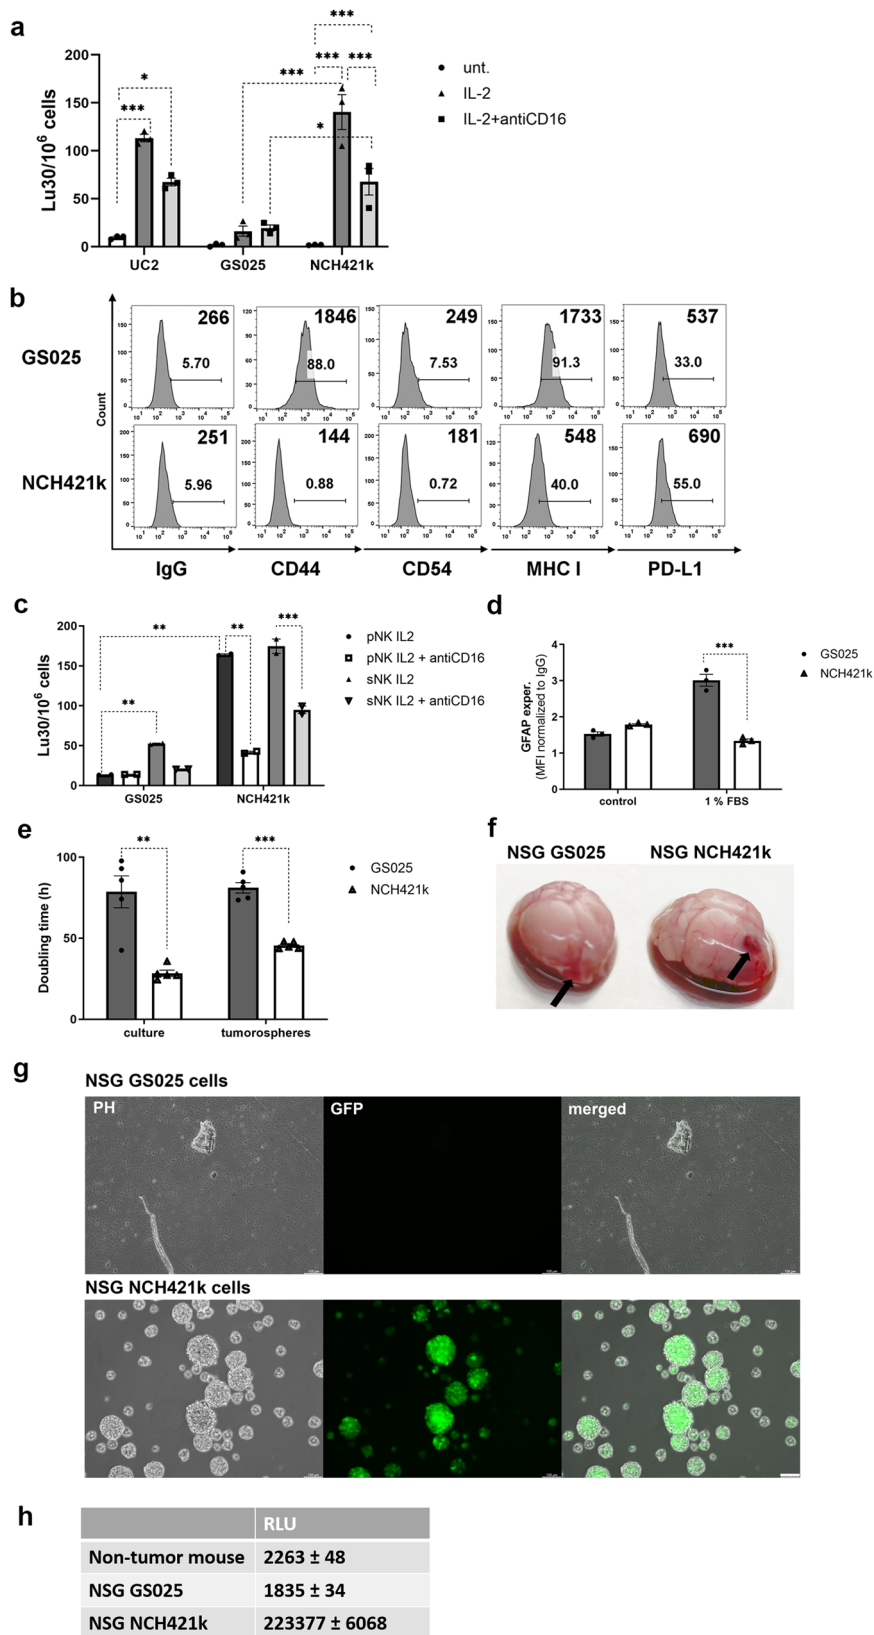 a
***
*** ***
***
*
***
*
Lu30/10⁶ cells
200
150
100
50
0
UC2 GS025 NCH421k
unt.
IL-2
IL-2+antiCD16
b
GS025
266 1846 249 1733 537
5.70 88.0 7.53 91.3 33.0
NCH421k
251 144 181 548 690
5.96 0.88 0.72 40.0 55.0
Count
IgG CD44 CD54 MHC I PD-L1
c
Lu30/10⁶ cells
200
150
100
50
0
** ** ***
**
GS025 NCH421k
pNK IL2
pNK IL2 + antiCD16
sNK IL2
sNK IL2 + antiCD16
d
GFAP exper.
(MFI normalized to IgG)
4
3
2
1
0
***
control 1 % FBS
GS025
NCH421k
e
Doubling time (h)
100
50
0
** ***
culture tumorospheres
GS025
NCH421k
f
NSG GS025 NSG NCH421k
g
NSG GS025 cells
PH GFP merged
NSG NCH421k cells
h
RLU
Non-tumor mouse 2263 ± 48
NSG GS025 1835 ± 34
NSG NCH421k 223377 ± 6068